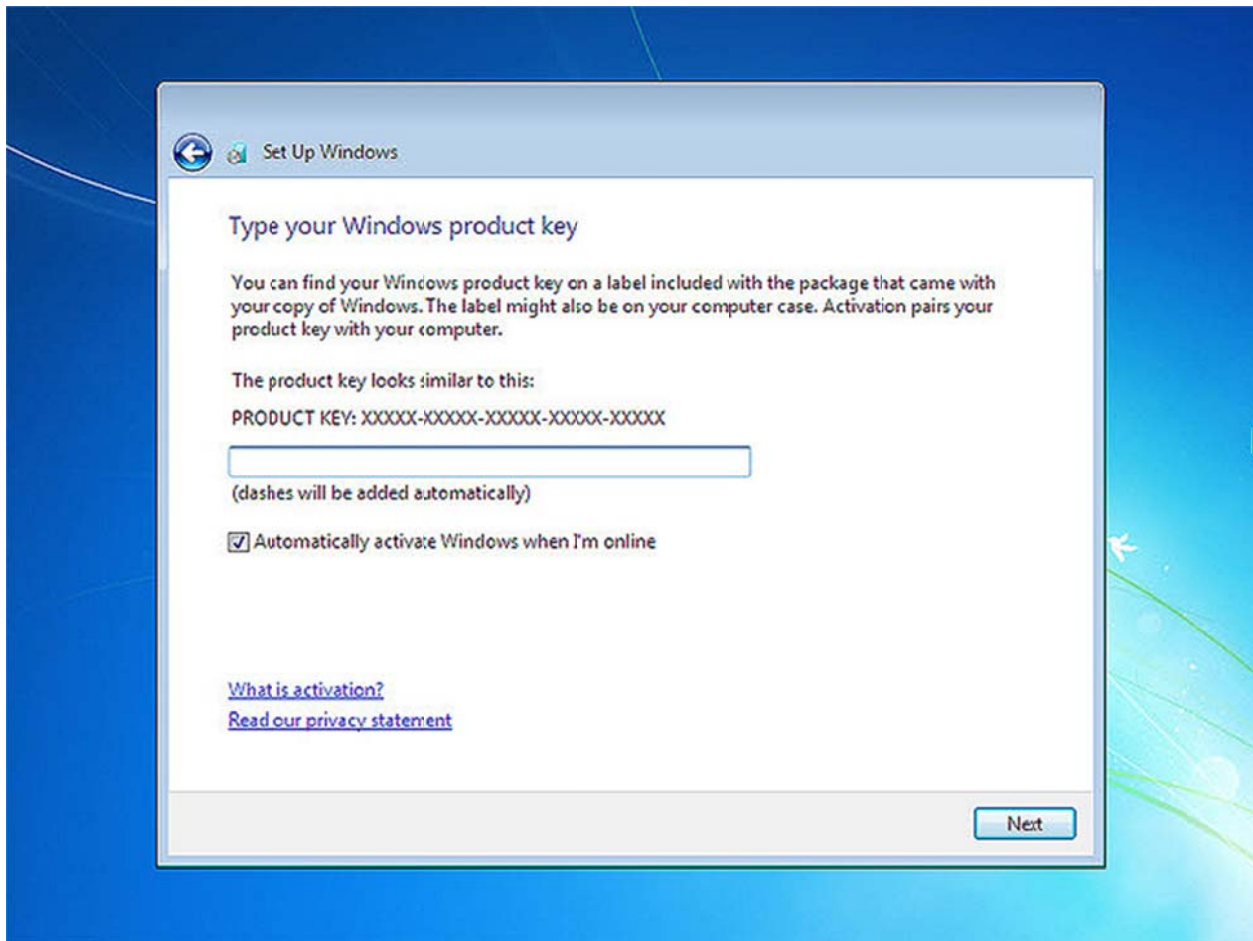 Set Up Windows
Type your Windows product key
You can find your Windows product key on a label included with the package that came with
your copy of Windows. The label might also be on your computer case. Activation pairs your
product key with your computer.
The product key looks similar to this:
PRODUCT KEY: XXXXX-XXXXX-XXXXX-XXXXX-XXXXX
(dashes will be added automatically)
Automatically activate Windows when I'm online
What is activation?
Read our privacy statement
Next